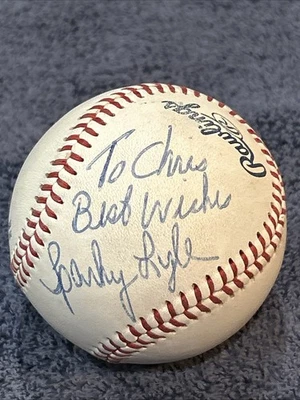 Rawlings
To Chris
Best Wishes
Sparky Lyle